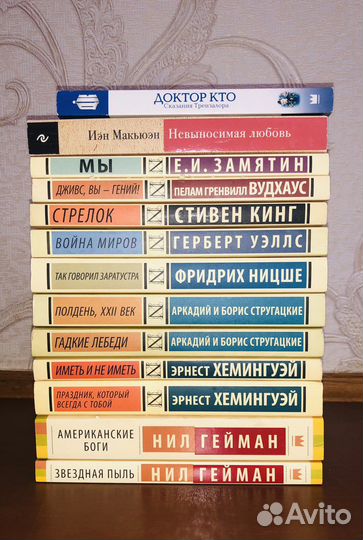 ДОКТОР КТО
Сказания Трензалора
Иэн Макьюэн Невыносимая любовь
МЫ Е.И. ЗАМЯТИН
ДЖИВС, ВЫ – ГЕНИЙ! ПЕЛАМ ГРЕНВИЛЛ ВУДХАУС
СТРЕЛОК СТИВЕН КИНГ
ВОЙНА МИРОВ ГЕРБЕРТ УЭЛЛС
ТАК ГОВОРИЛ ЗАРАТУСТРА ФРИДРИХ НИЦШЕ
ПОЛДЕНЬ, XXII ВЕК АРКАДИЙ И БОРИС СТРУГАЦКИЕ
ГАДКИЕ ЛЕБЕДИ АРКАДИЙ И БОРИС СТРУГАЦКИЕ
ИМЕТЬ И НЕ ИМЕТЬ ЭРНЕСТ ХЕМИНГУЭЙ
ПРАЗДНИК, КОТОРЫЙ
ВСЕГДА С ТОБОЙ ЭРНЕСТ ХЕМИНГУЭЙ
АМЕРИКАНСКИЕ
БОГИ НИЛ ГЕЙМАН
ЗВЕЗДНАЯ ПЫЛЬ НИЛ ГЕЙМАН
Avito